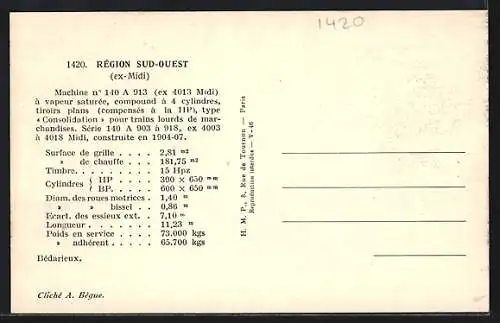 1420
1420. RÉGION SUD-OUEST
(ex-Midi)
Machine n° 140 A 913 (ex 4013 Midi)
à vapeur saturée, compound à 4 cylindres,
tiroirs plans (compensés à la HP), type
« Consolidation » pour trains lourds de mar-
chandises. Série 140 A 903 à 918, ex 4003
à 4018 Midi, construite en 1904-07.
Surface de grille . . . . 2,81 m2
» de chauffe . . . 181,75 m2
Timbre. . . . . . . . . 15 Hpz
Cylindres { HP . . . . 390 × 650 mm
{ BP. . . . . 600 × 650 mm
Diam. des roues motrices . 1,40 m
» » bissel . . 0,86 m
Ecart. des essieux ext. . 7,10 m
Longueur . . . . . . . 11,23 m
Poids en service . . . . 73.000 kgs
» adhérent . . . . 65.700 kgs
Bédarieux.
Cliché A. Bègue.
H. M. P., 8, Rue de Tournon — Paris
Reproduction interdite — V-46